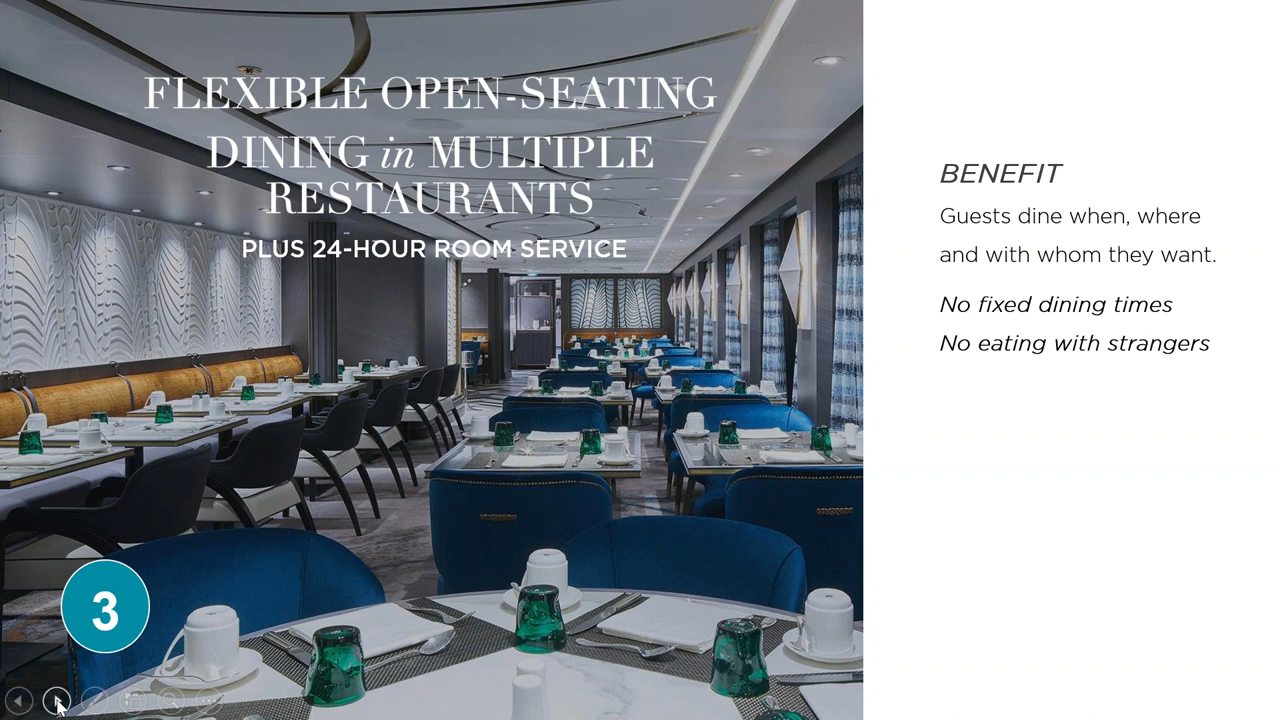 FLEXIBLE OPEN-SEATING
DINING in MULTIPLE
RESTAURANTS
PLUS 24-HOUR ROOM SERVICE
3
BENEFIT
Guests dine when, where
and with whom they want.
No fixed dining times
No eating with strangers